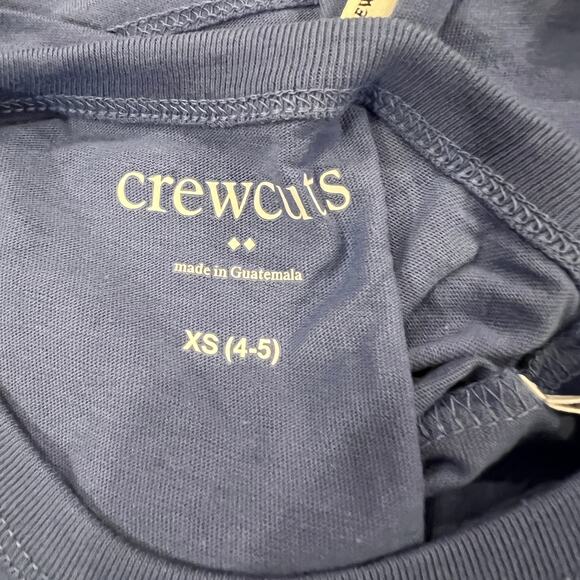 crewcuts
made in Guatemala
XS (4-5)